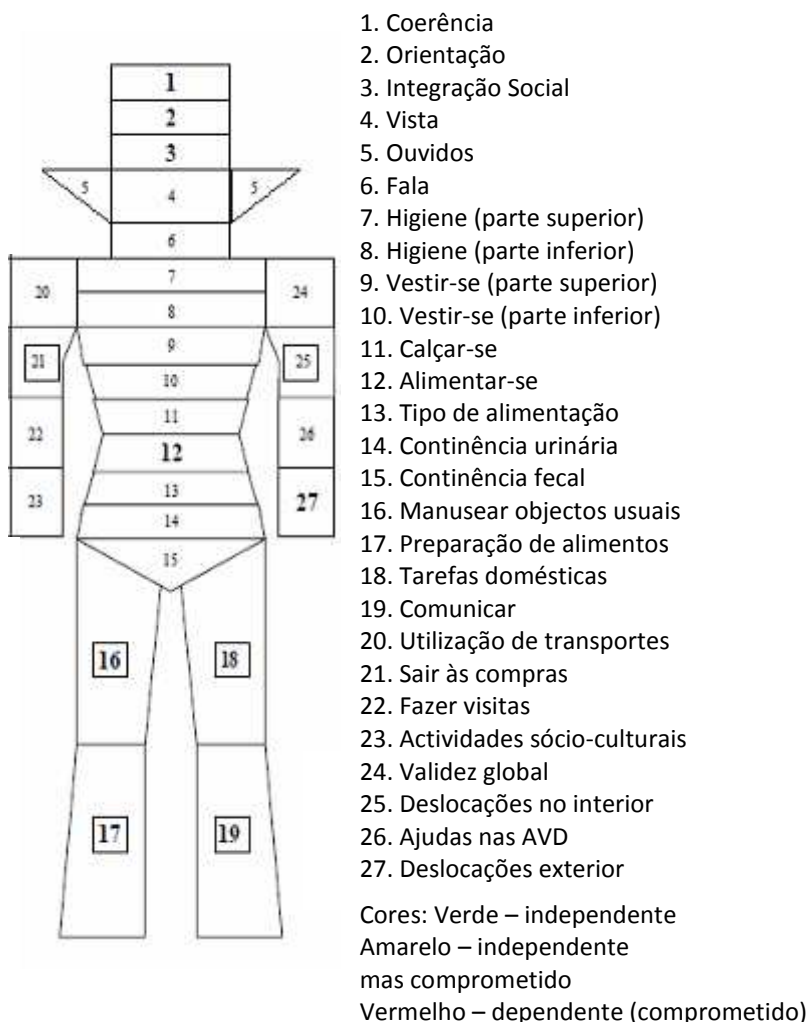 1
2
3
5
4
5
6
7
20
24
8
9
21
25
10
11
22
26
12
13
23
27
14
15
16
18
17
19
1. Coerência
2. Orientação
3. Integração Social
4. Vista
5. Ouvidos
6. Fala
7. Higiene (parte superior)
8. Higiene (parte inferior)
9. Vestir-se (parte superior)
10. Vestir-se (parte inferior)
11. Calçar-se
12. Alimentar-se
13. Tipo de alimentação
14. Continência urinária
15. Continência fecal
16. Manusear objectos usuais
17. Preparação de alimentos
18. Tarefas domésticas
19. Comunicar
20. Utilização de transportes
21. Sair às compras
22. Fazer visitas
23. Actividades sócio-culturais
24. Validez global
25. Deslocações no interior
26. Ajudas nas AVD
27. Deslocações exterior
Cores: Verde – independente
Amarelo – independente
mas comprometido
Vermelho – dependente (comprometido)